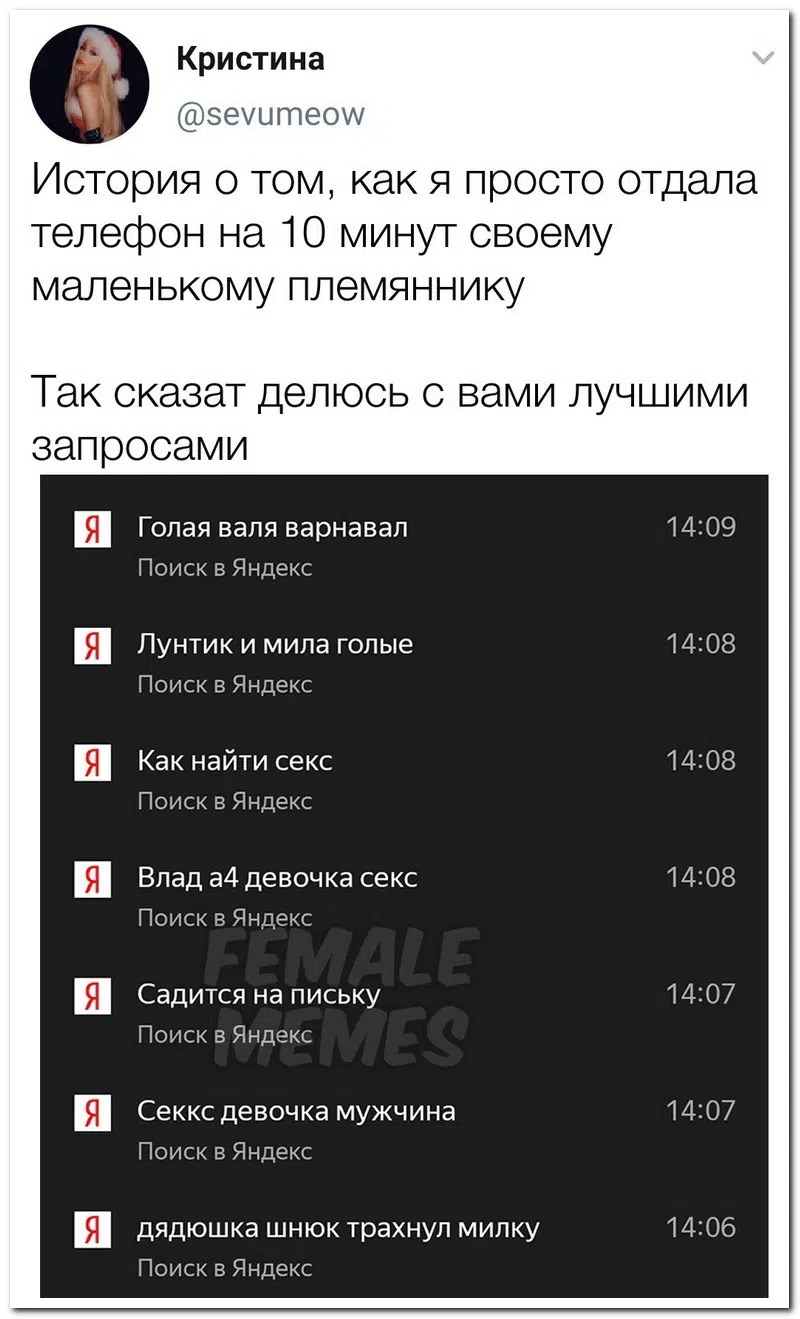 Кристина
@sevumeow
История о том, как я просто отдала
телефон на 10 минут своему
маленькому племяннику
Так сказат делюсь с вами лучшими
запросами
Я Голая валя варнавал 14:09
Поиск в Яндекс
Я Лунтик и мила голые 14:08
Поиск в Яндекс
Я Как найти секс 14:08
Поиск в Яндекс
Я Влад а4 девочка секс 14:08
Поиск в Яндекс
FEMALE
Я Садится на письку 14:07
Поиск в Яндекс
MEMES
Я Секкс девочка мужчина 14:07
Поиск в Яндекс
Я дядюшка шнюк трахнул милку 14:06
Поиск в Яндекс